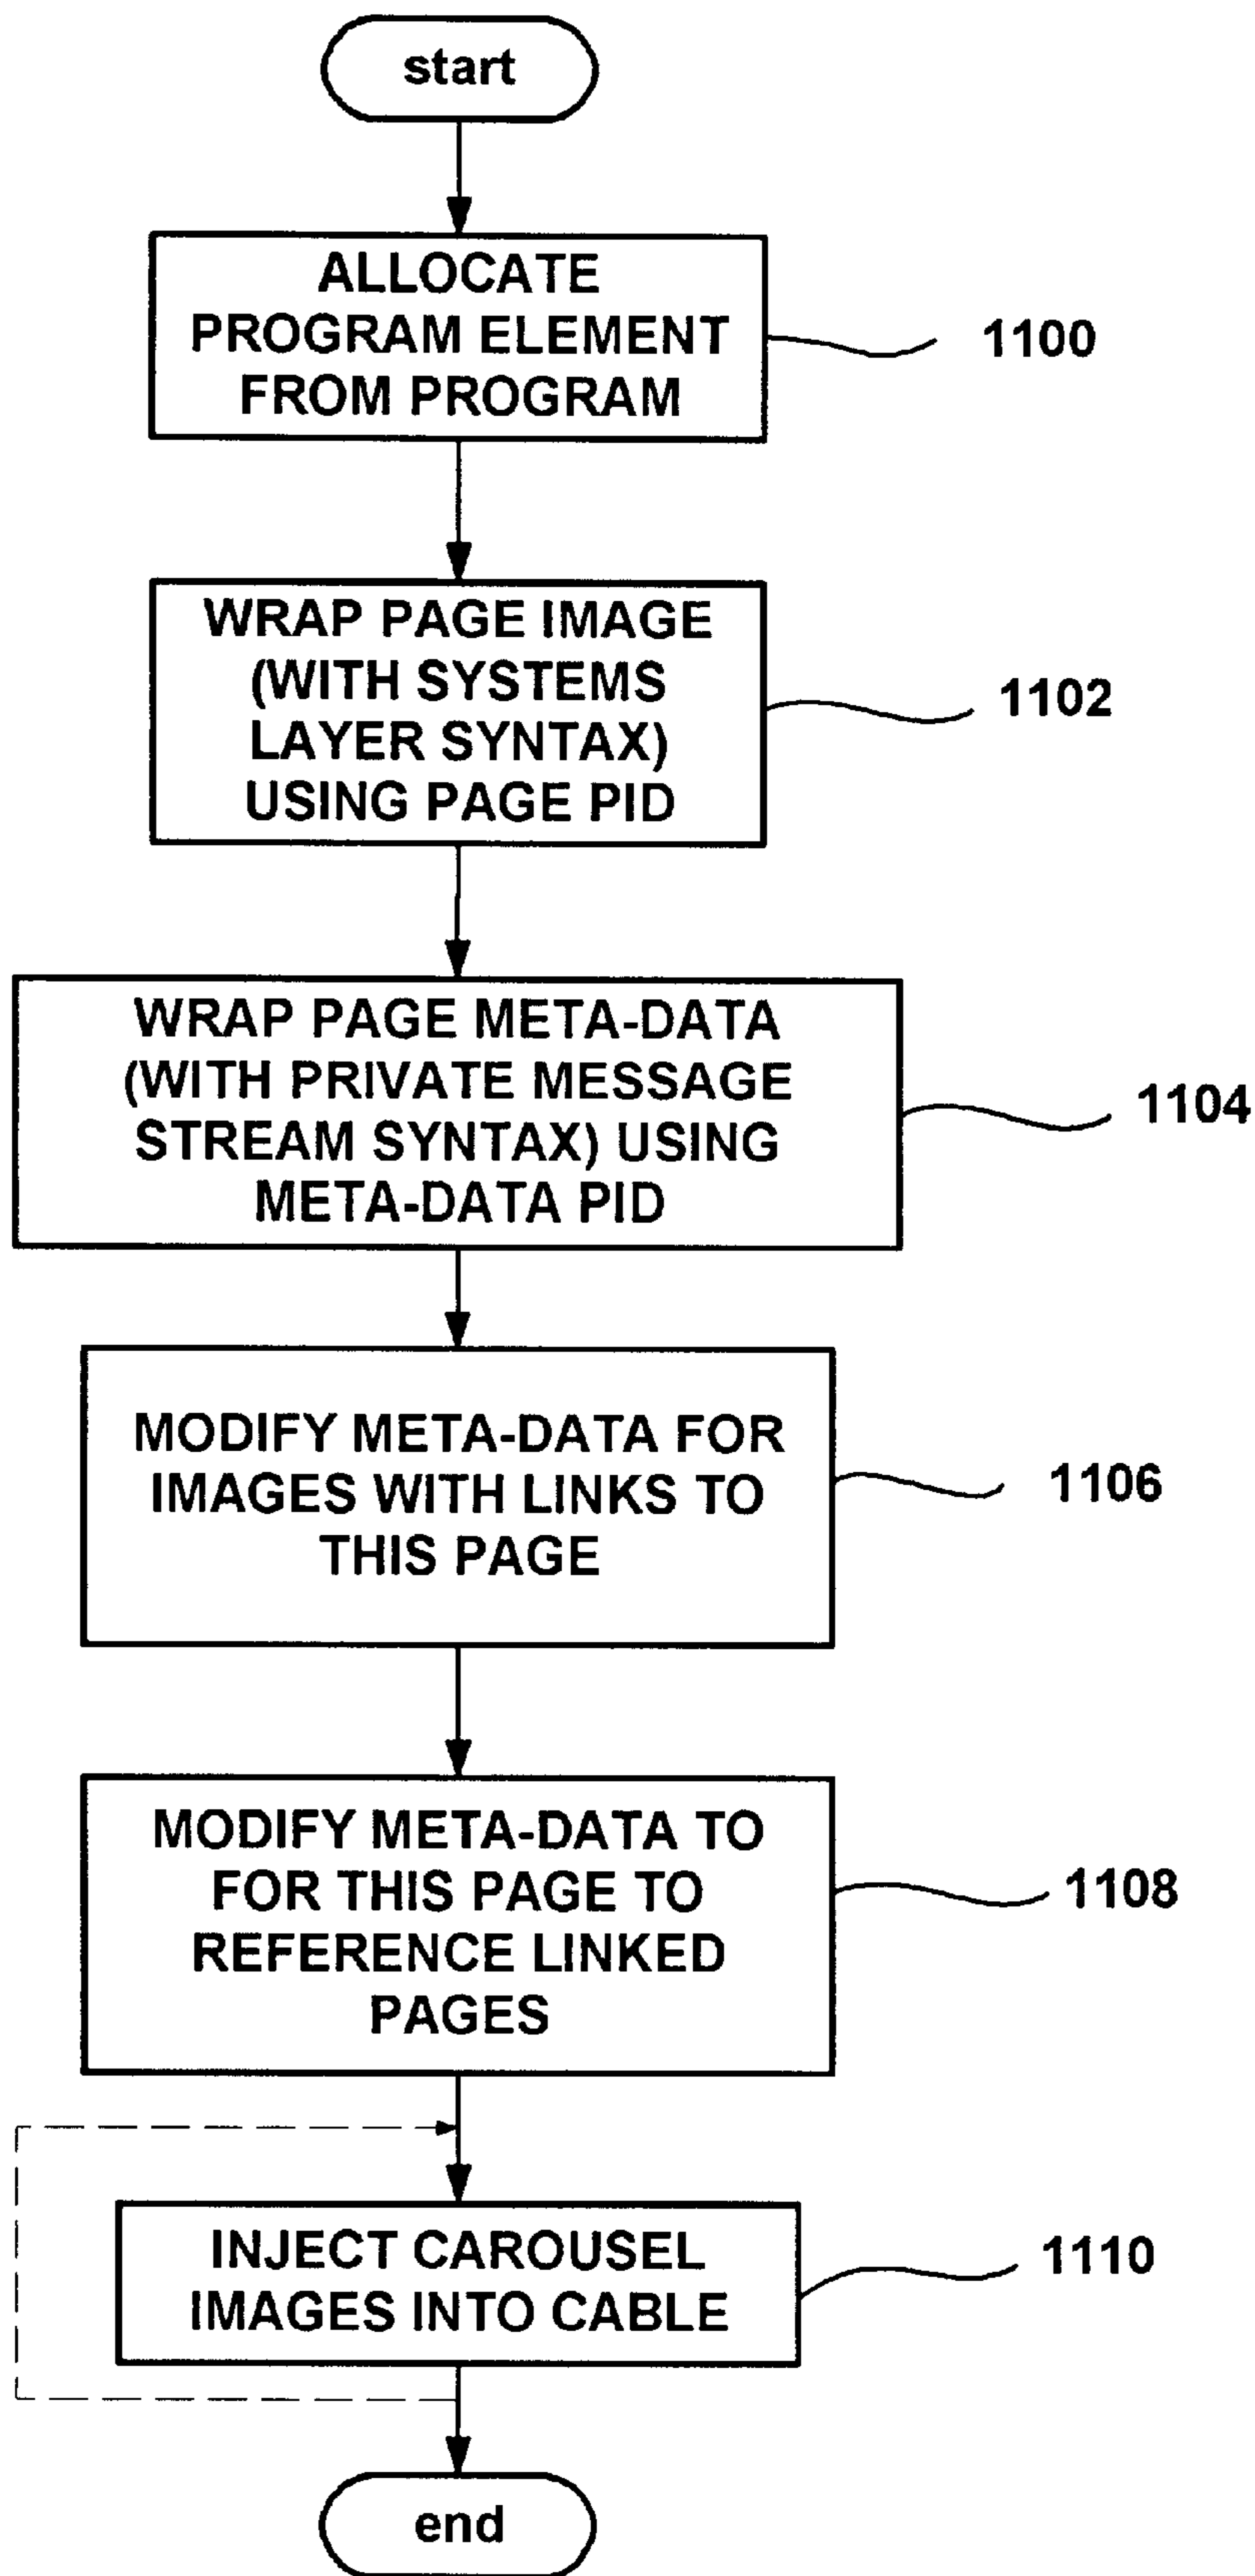 start
ALLOCATE
PROGRAM ELEMENT
FROM PROGRAM
1100
WRAP PAGE IMAGE
(WITH SYSTEMS
LAYER SYNTAX)
USING PAGE PID
1102
WRAP PAGE META-DATA
(WITH PRIVATE MESSAGE
STREAM SYNTAX) USING
META-DATA PID
1104
MODIFY META-DATA FOR
IMAGES WITH LINKS TO
THIS PAGE
1106
MODIFY META-DATA TO
FOR THIS PAGE TO
REFERENCE LINKED
PAGES
1108
INJECT CAROUSEL
IMAGES INTO CABLE
1110
end